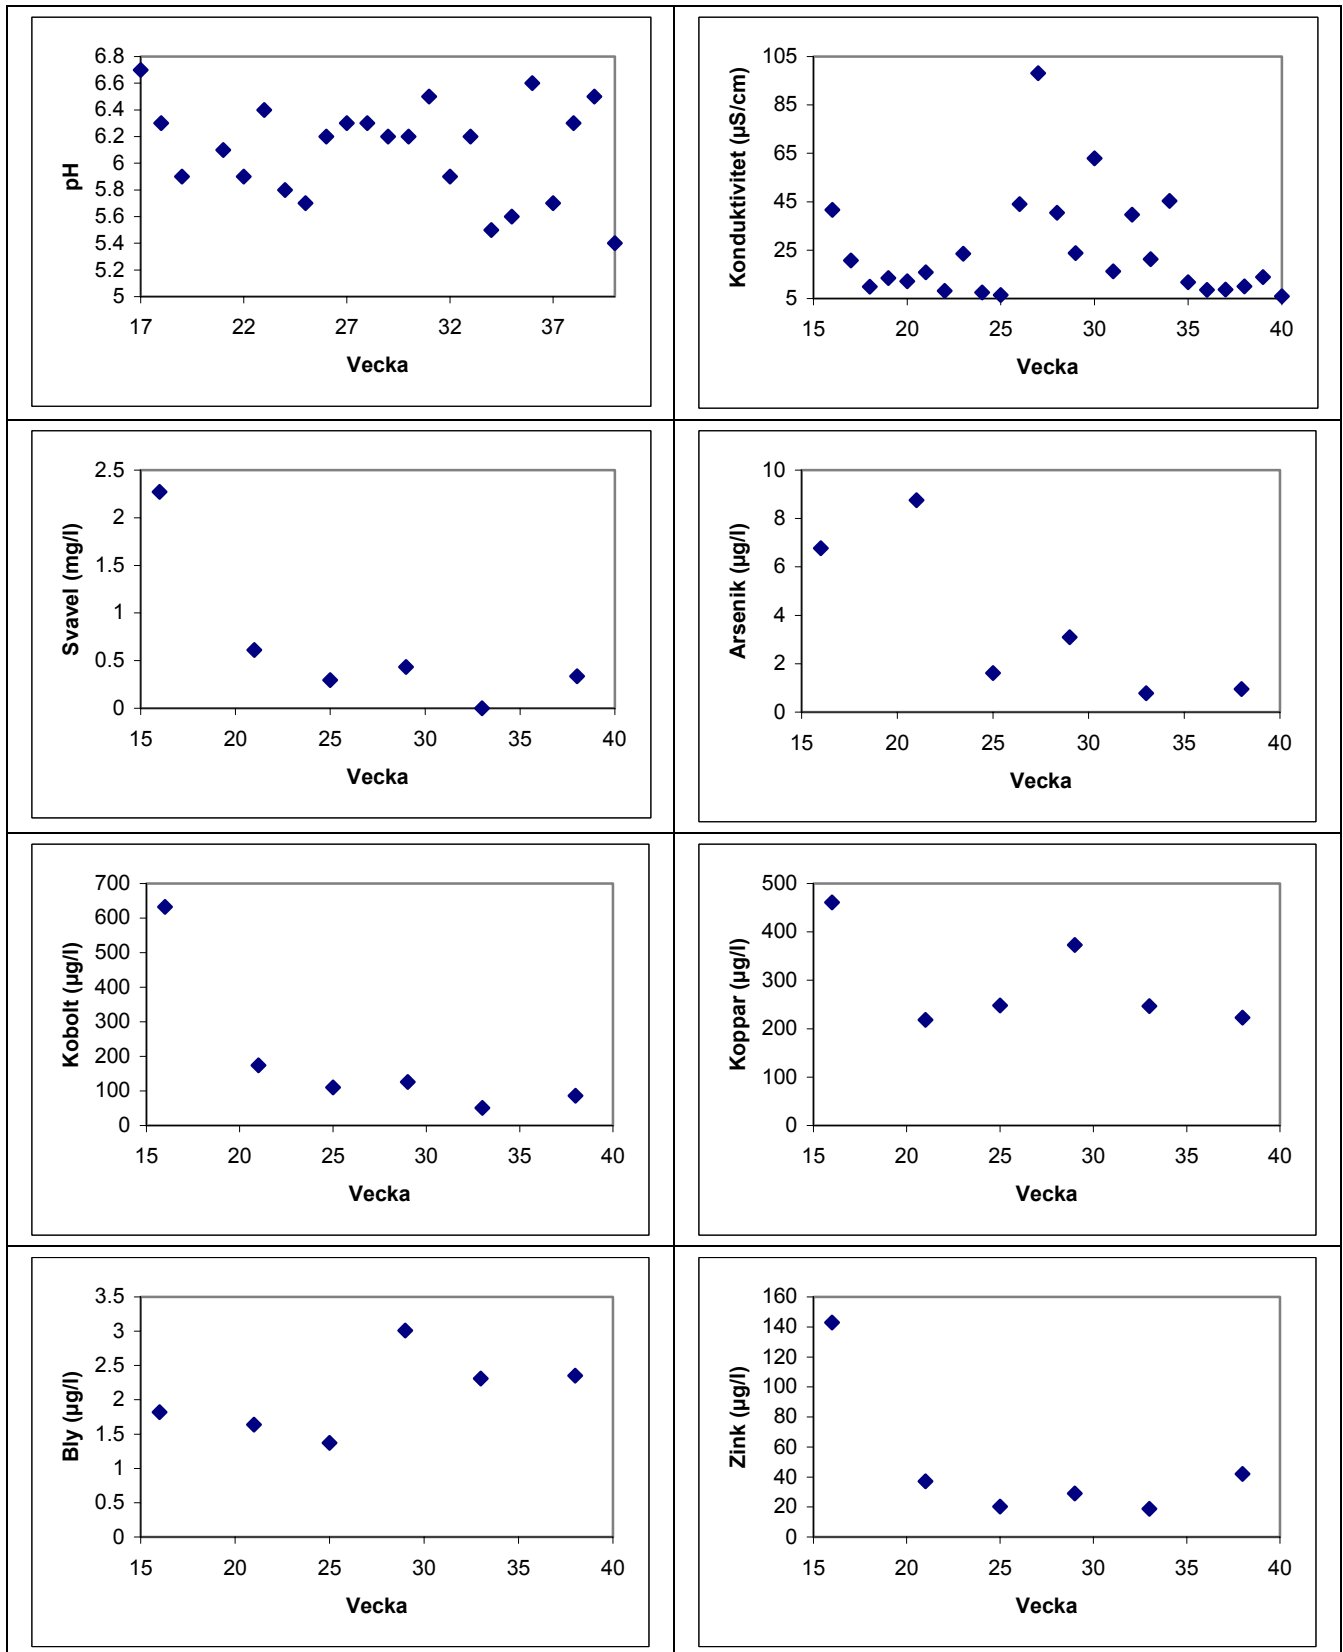 6.8
6.6
6.4
6.2
6
5.8
5.6
5.4
5.2
5
pH
17 22 27 32 37
Vecka
105
85
65
45
25
5
Konduktivitet (µS/cm)
15 20 25 30 35 40
Vecka
2.5
2
1.5
1
0.5
0
Svavel (mg/l)
15 20 25 30 35 40
Vecka
10
8
6
4
2
0
Arsenik (µg/l)
15 20 25 30 35 40
Vecka
700
600
500
400
300
200
100
0
Kobolt (µg/l)
15 20 25 30 35 40
Vecka
500
400
300
200
100
0
Koppar (µg/l)
15 20 25 30 35 40
Vecka
3.5
3
2.5
2
1.5
1
0.5
0
Bly (µg/l)
15 20 25 30 35 40
Vecka
160
140
120
100
80
60
40
20
0
Zink (µg/l)
15 20 25 30 35 40
Vecka